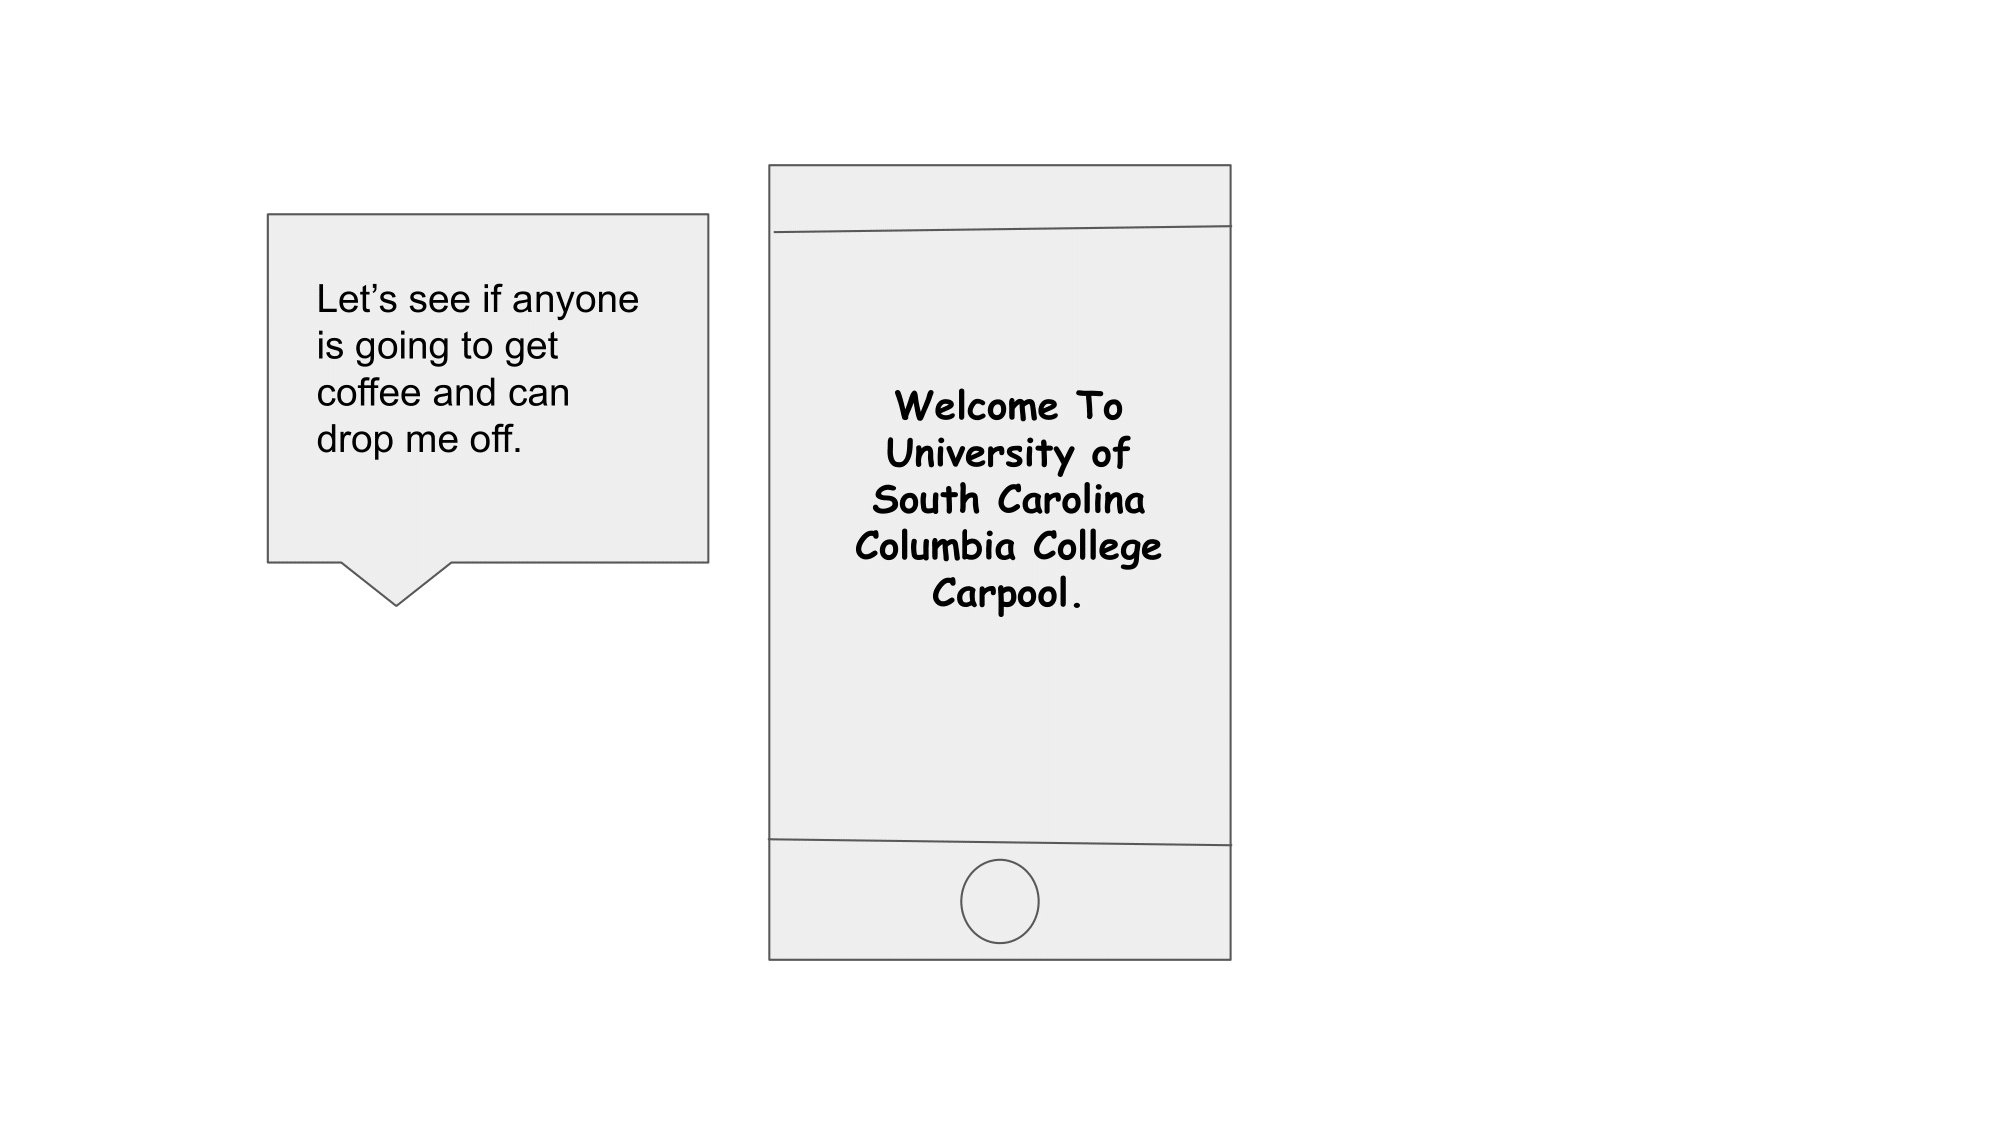 Let’s see if anyone
is going to get
coffee and can
drop me off.
Welcome To
University of
South Carolina
Columbia College
Carpool.